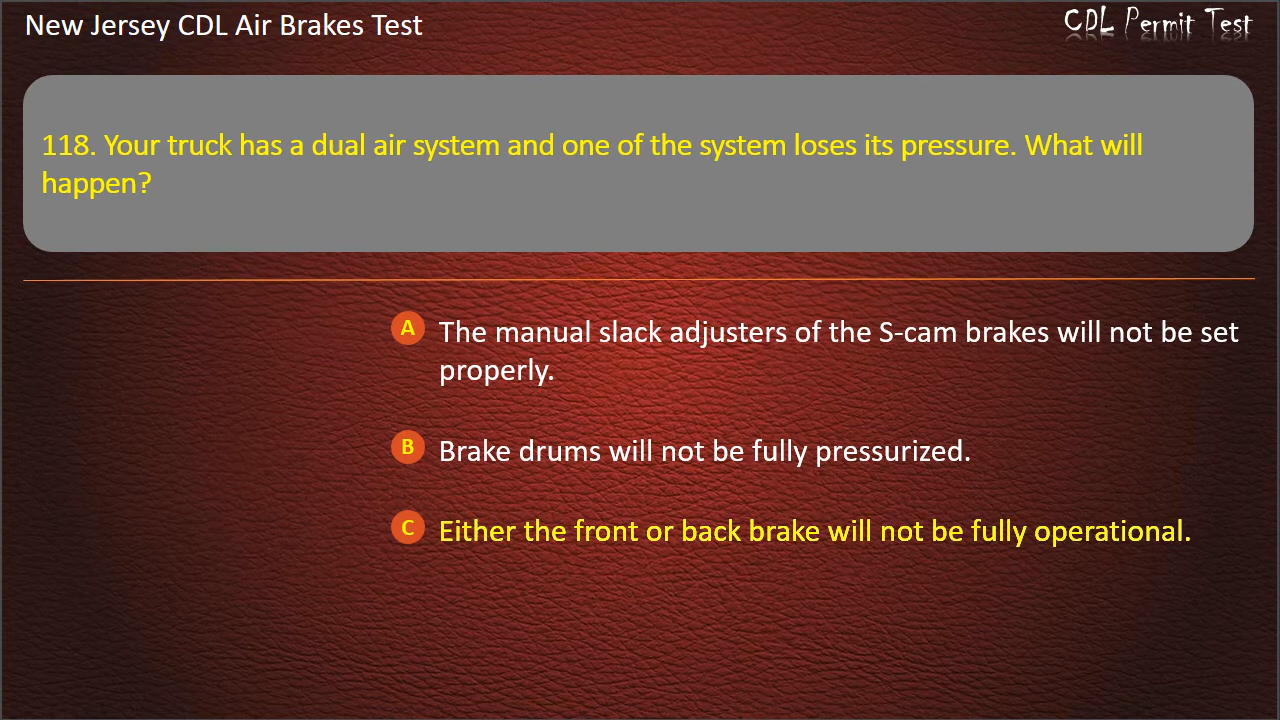 New Jersey CDL Air Brakes Test
CDL Permit Test
118. Your truck has a dual air system and one of the system loses its pressure. What will
happen?
A The manual slack adjusters of the S-cam brakes will not be set
properly.
B Brake drums will not be fully pressurized.
C Either the front or back brake will not be fully operational.